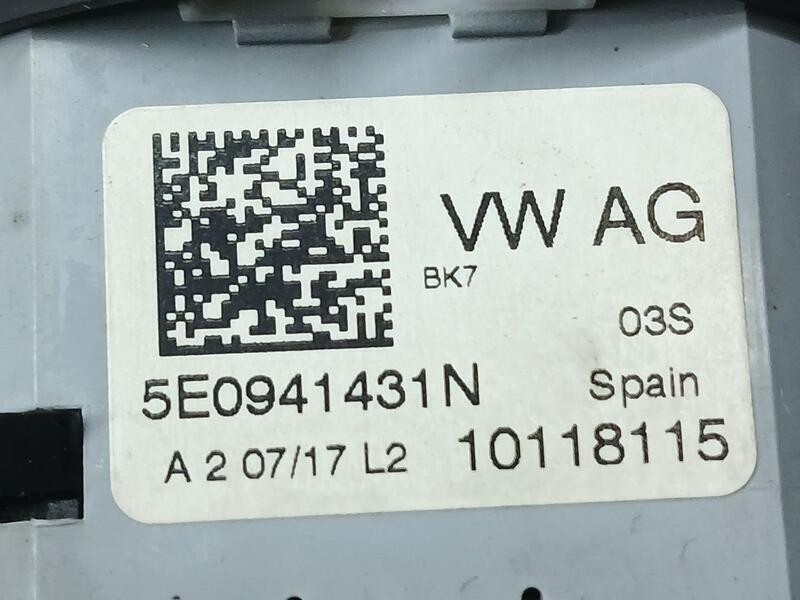 VW AG
BK7
03S
5E0941431N
Spain
A 2 07/17 L2
10118115